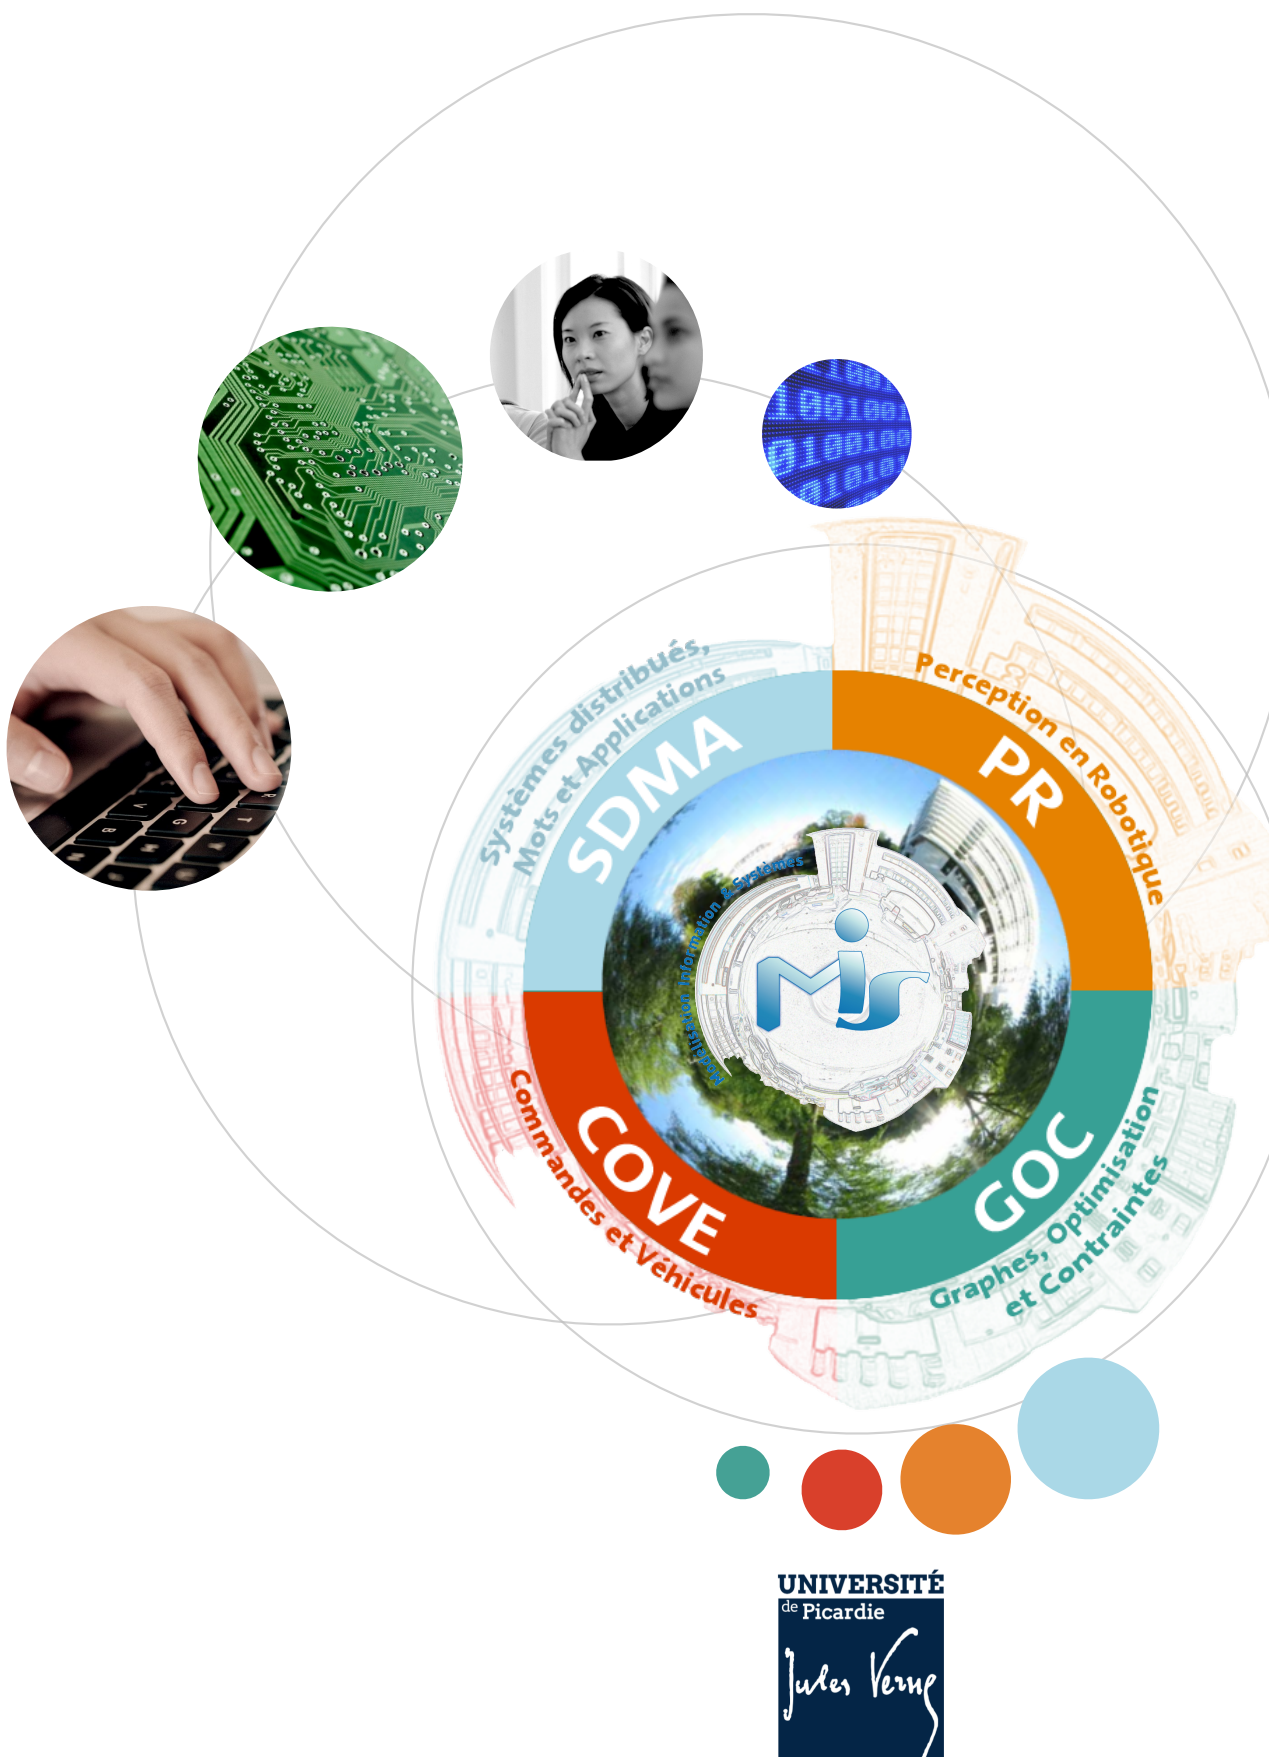 0100100
Systèmes distribués,
Mots et Applications
SDMA
Perception en Robotique
PR
Modélisation Information & Systèmes
MIS
COVE
Commandes et Véhicules
GOC
Graphes, Optimisation
et Contraintes
UNIVERSITÉ
de Picardie
Jules Verne